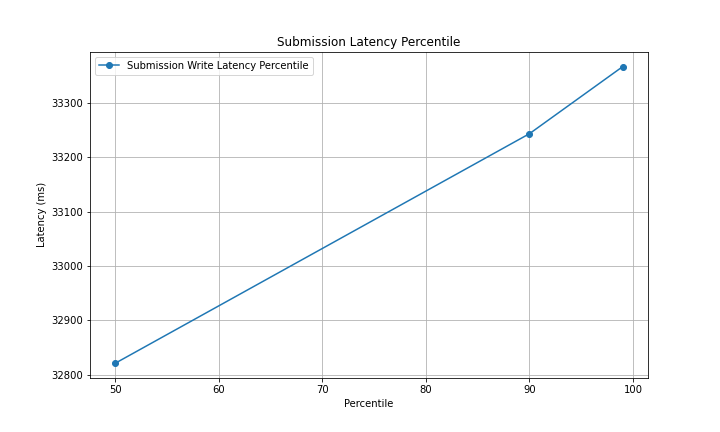 Submission Latency Percentile
Submission Write Latency Percentile
Latency (ms)
33300
33200
33100
33000
32900
32800
50 60 70 80 90 100
Percentile